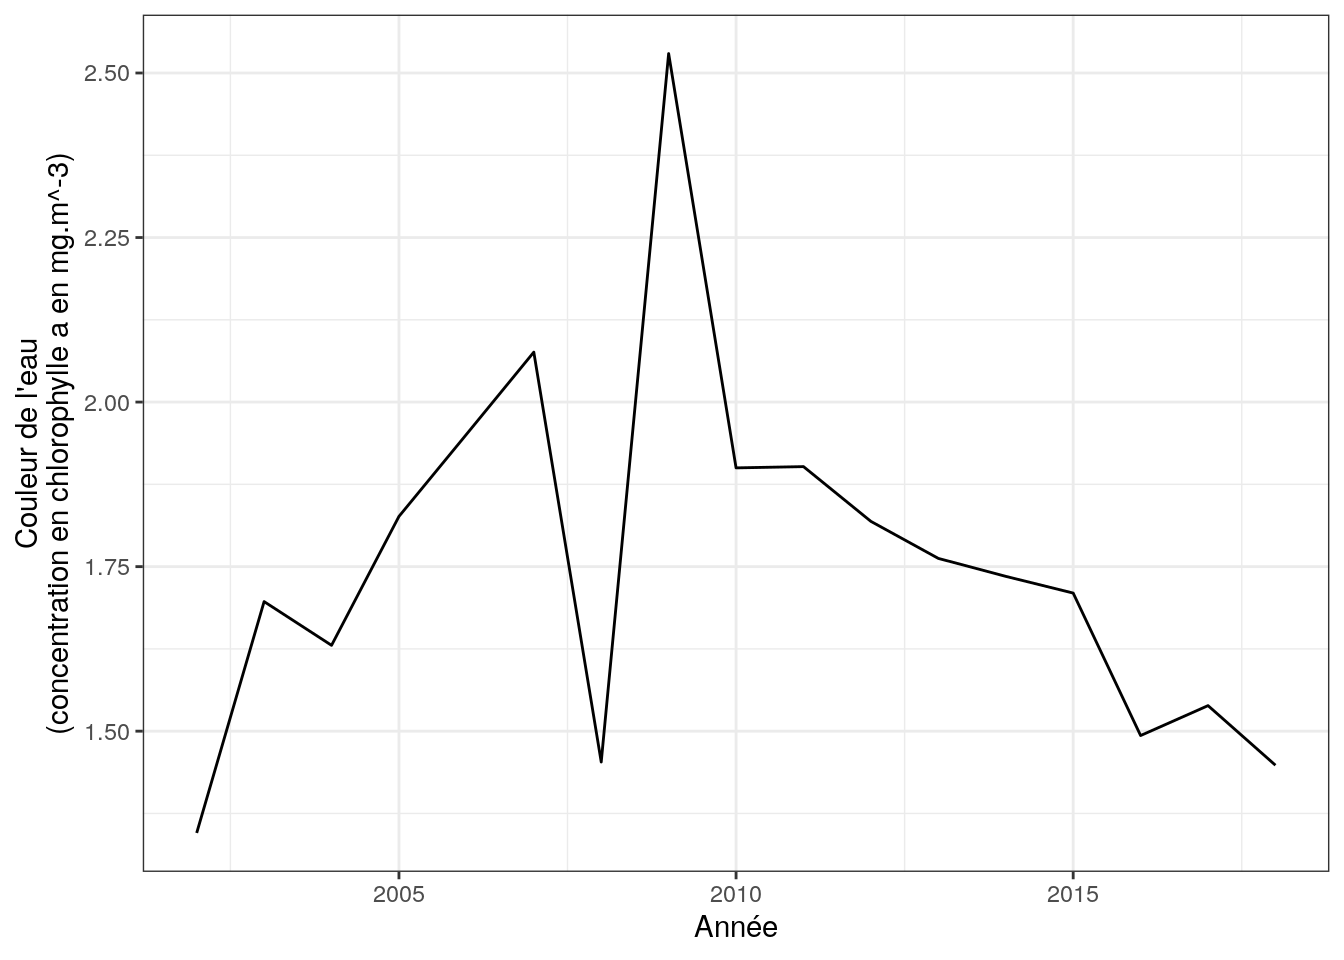 Couleur de l'eau
(concentration en chlorophylle a en mg.m^-3)
2.50
2.25
2.00
1.75
1.50
2005
2010
2015
Année